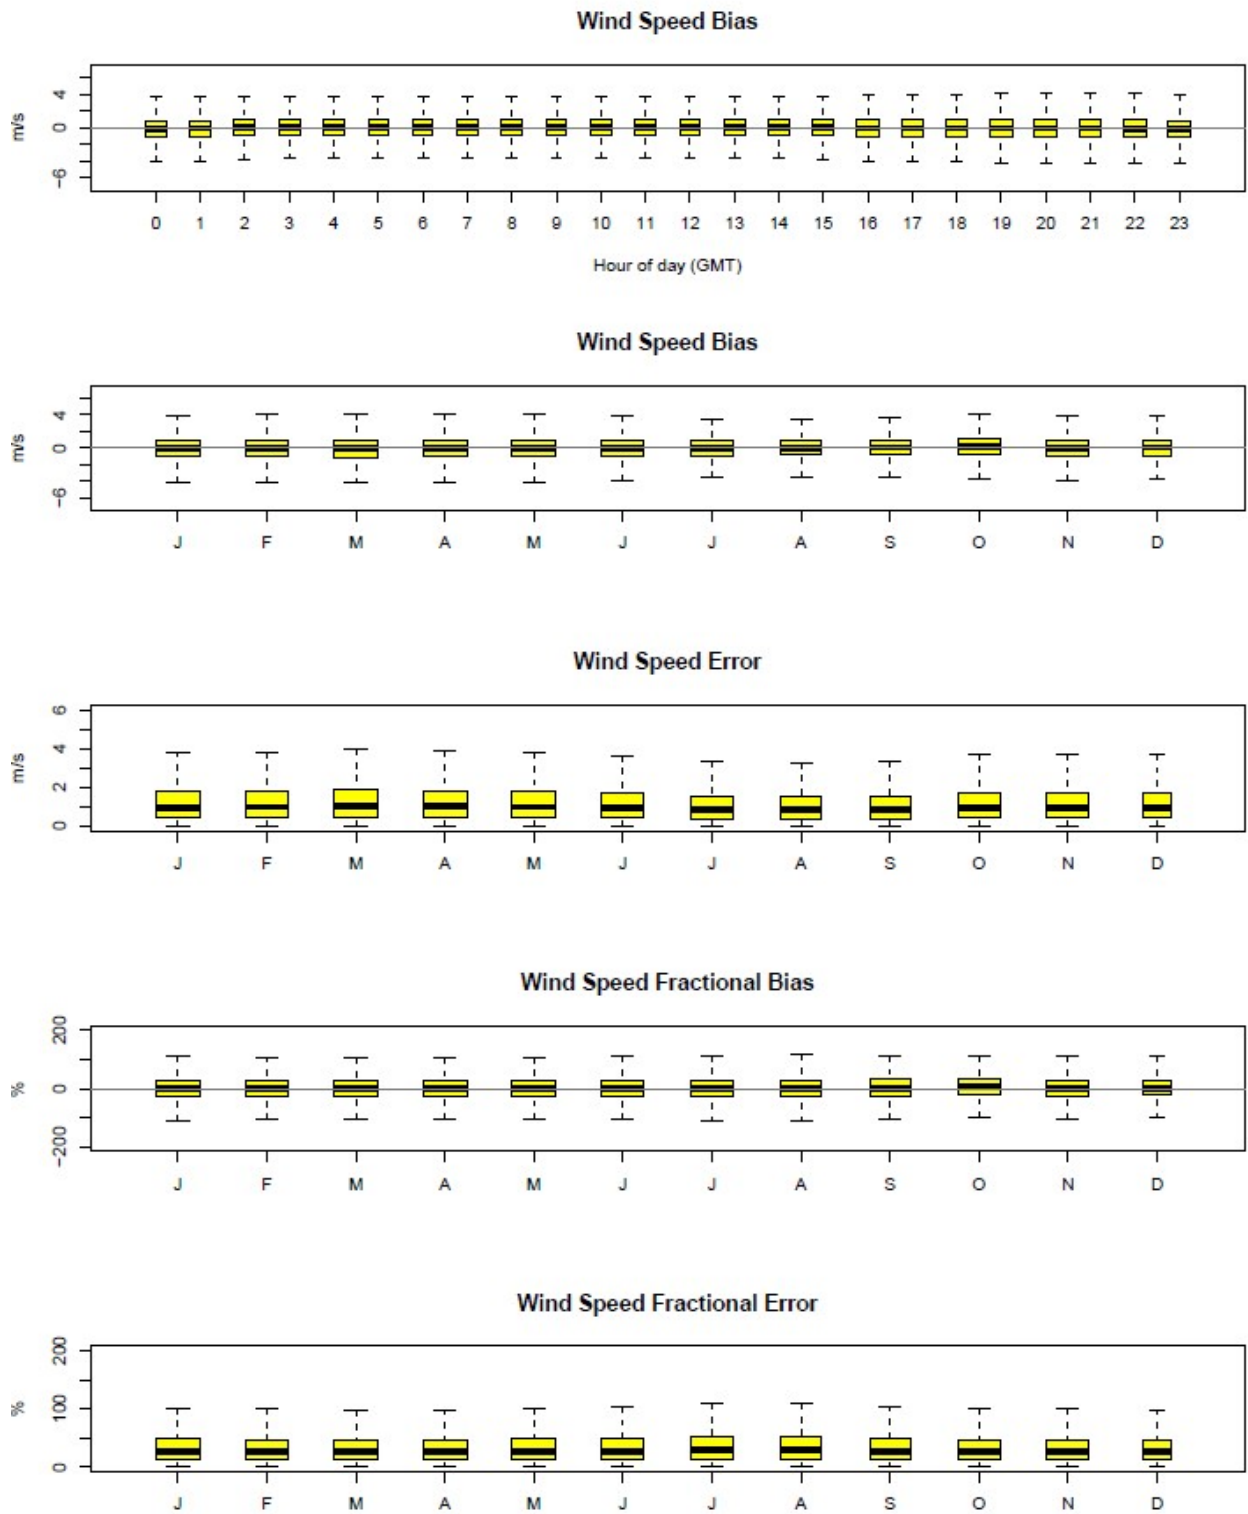 Wind Speed Bias
4
0
−6
m/s
0 1 2 3 4 5 6 7 8 9 10 11 12 13 14 15 16 17 18 19 20 21 22 23
Hour of day (GMT)
Wind Speed Bias
4
0
−6
m/s
J F M A M J J A S O N D
Wind Speed Error
6
4
2
0
m/s
J F M A M J J A S O N D
Wind Speed Fractional Bias
200
0
−200
%
J F M A M J J A S O N D
Wind Speed Fractional Error
200
100
0
%
J F M A M J J A S O N D